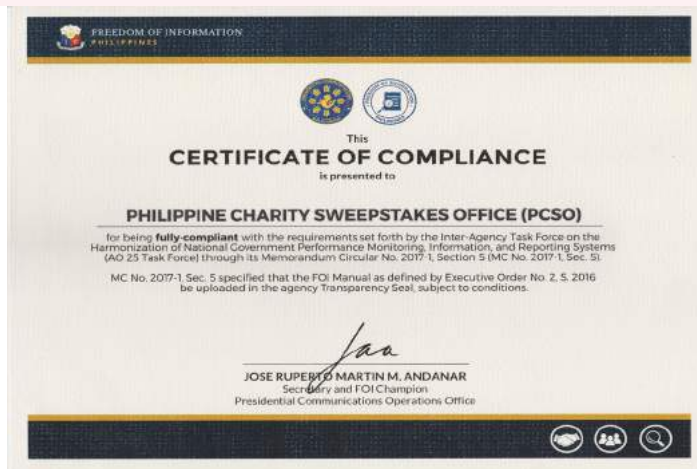 FREEDOM OF INFORMATION
PHILIPPINES
This
CERTIFICATE OF COMPLIANCE
is presented to
PHILIPPINE CHARITY SWEEPSTAKES OFFICE (PCSO)
for being fully-compliant with the requirements set forth by the Inter-Agency Task Force on the
Harmonization of National Government Performance Monitoring, Information, and Reporting Systems
(AO 25 Task Force) through its Memorandum Circular No. 2017-1, Section 5 (MC No. 2017-1, Sec. 5).
MC No. 2017-1, Sec. 5 specified that the FOI Manual as defined by Executive Order No. 2, S. 2016
be uploaded in the agency Transparency Seal, subject to conditions.
JOSE RUPERTO MARTIN M. ANDANAR
Secretary and FOI Champion
Presidential Communications Operations Office